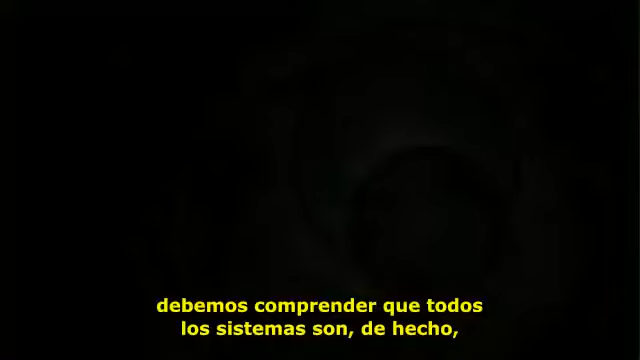 debemos comprender que todos
los sistemas son, de hecho,